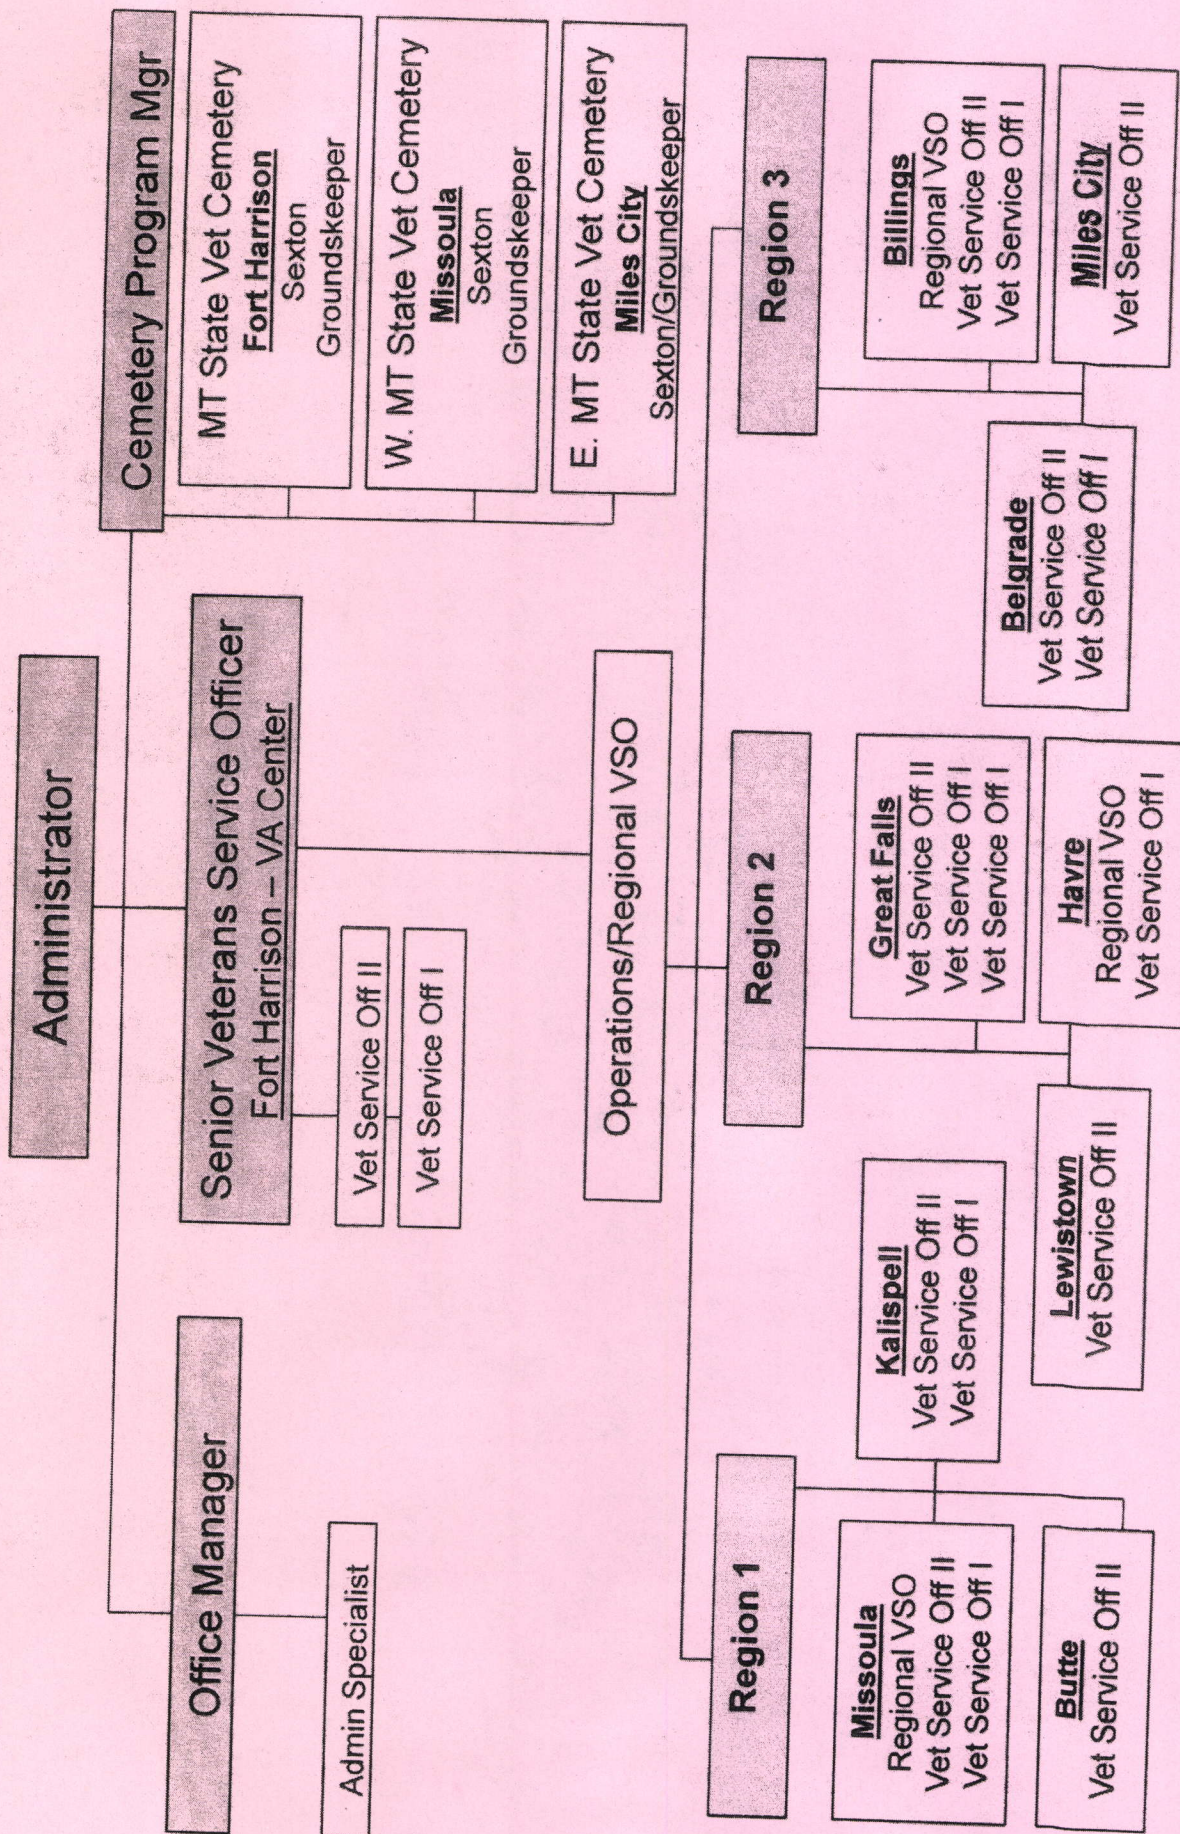 Administrator
Office Manager
Admin Specialist
Senior Veterans Service Officer
Fort Harrison – VA Center
Vet Service Off II
Vet Service Off I
Cemetery Program Mgr
MT State Vet Cemetery
Fort Harrison
Sexton
Groundskeeper
W. MT State Vet Cemetery
Missoula
Sexton
Groundskeeper
E. MT State Vet Cemetery
Miles City
Sexton/Groundskeeper
Operations/Regional VSO
Region 1
Missoula
Regional VSO
Vet Service Off II
Vet Service Off I
Kalispell
Vet Service Off II
Vet Service Off I
Butte
Vet Service Off II
Region 2
Great Falls
Vet Service Off II
Vet Service Off I
Vet Service Off I
Lewistown
Vet Service Off II
Havre
Regional VSO
Vet Service Off I
Region 3
Billings
Regional VSO
Vet Service Off II
Vet Service Off I
Belgrade
Vet Service Off II
Vet Service Off I
Miles City
Vet Service Off II